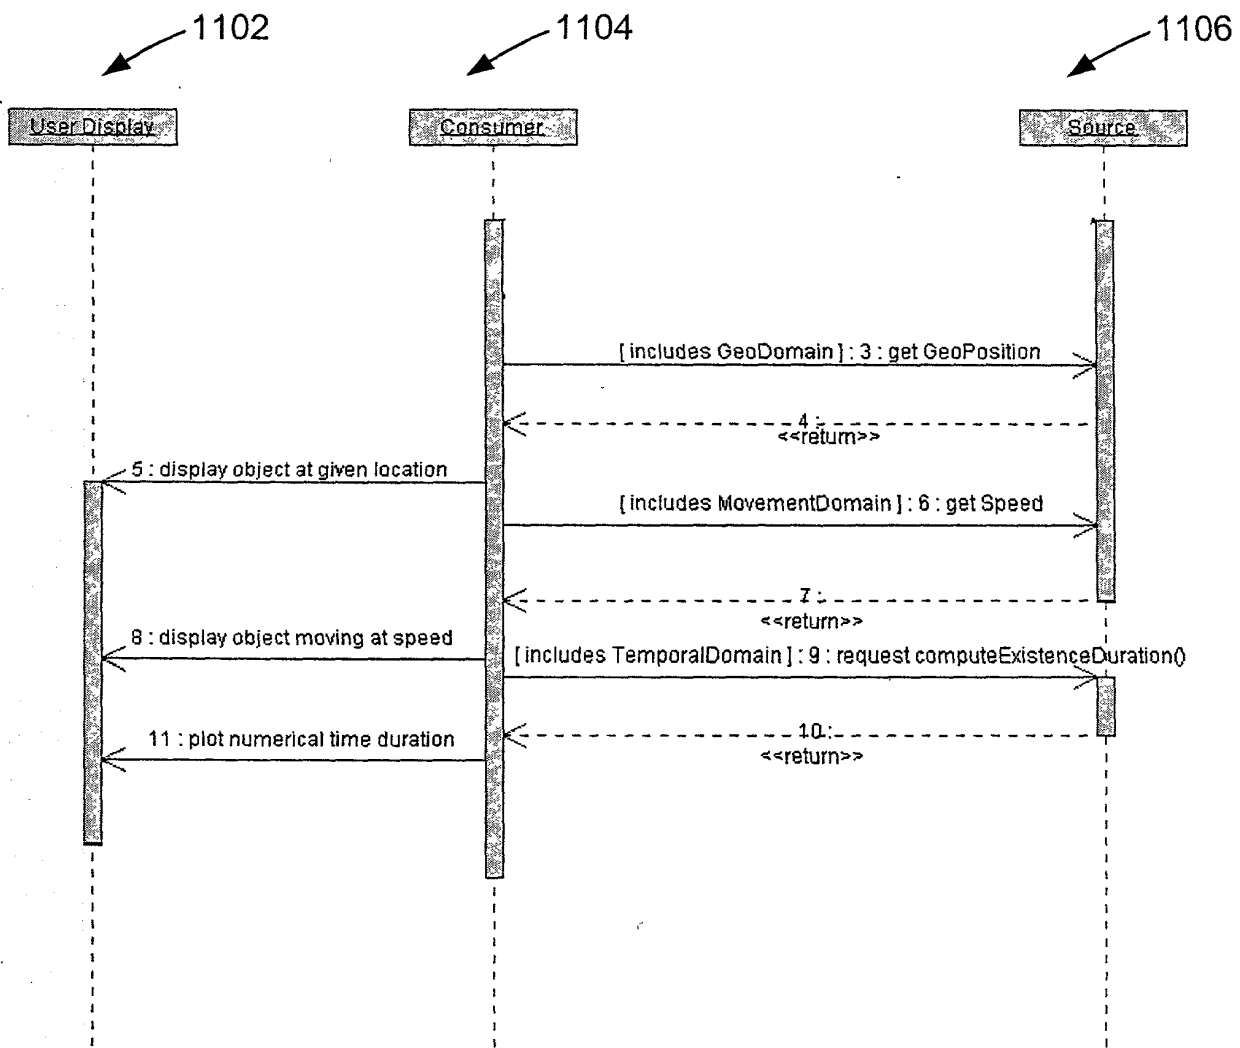 1102
1104
1106
User Display
Consumer
Source
[ includes GeoDomain ] : 3 : get GeoPosition
4 :
<<return>>
5 : display object at given location
[ includes MovementDomain ] : 6 : get Speed
7 :
<<return>>
8 : display object moving at speed
[includes TemporalDomain ] : 9 : request computeExistenceDuration()
10 :
<<return>>
11 : plot numerical time duration